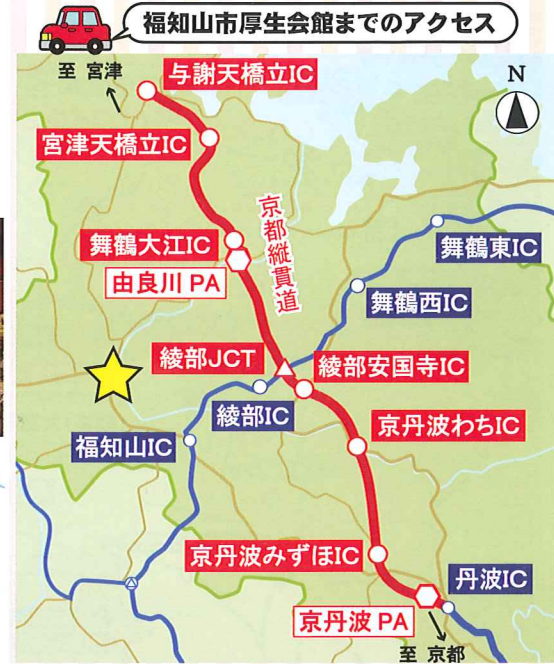 福知山市厚生会館までのアクセス
至 宮津
与謝天橋立IC
N
宮津天橋立IC
京都縦貫道
舞鶴大江IC
舞鶴東IC
由良川 PA
舞鶴西IC
綾部JCT
綾部安国寺IC
綾部IC
京丹波わちIC
福知山IC
京丹波みずほIC
丹波IC
京丹波 PA
至 京都